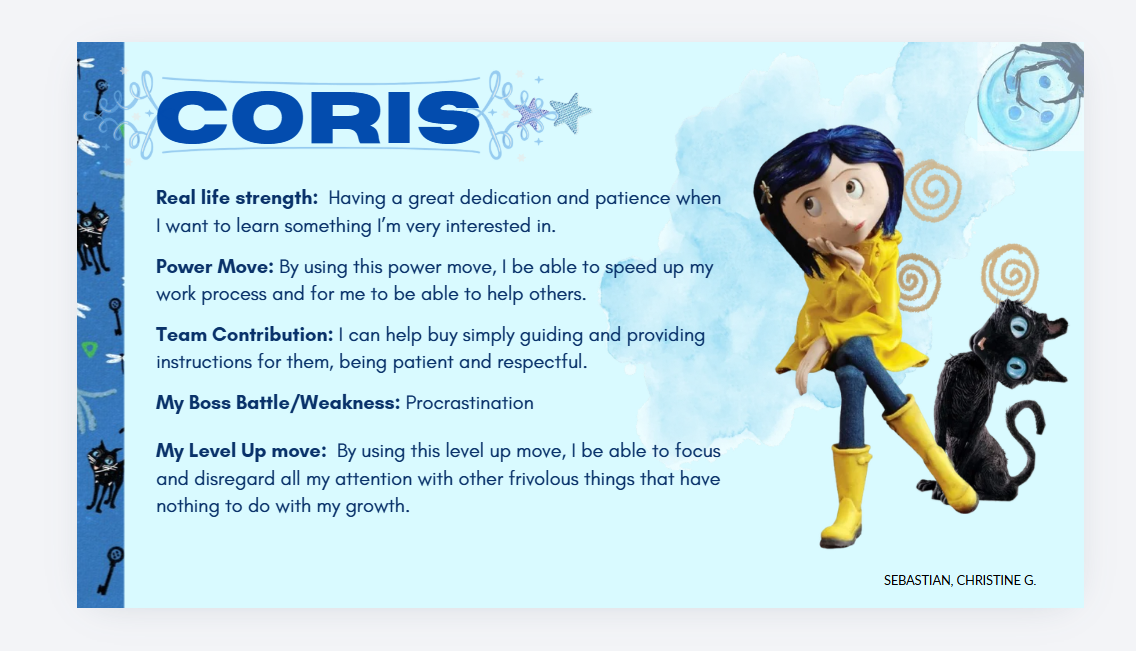 CORIS
Real life strength: Having a great dedication and patience when
I want to learn something I’m very interested in.
Power Move: By using this power move, I be able to speed up my
work process and for me to be able to help others.
Team Contribution: I can help buy simply guiding and providing
instructions for them, being patient and respectful.
My Boss Battle/Weakness: Procrastination
My Level Up move: By using this level up move, I be able to focus
and disregard all my attention with other frivolous things that have
nothing to do with my growth.
SEBASTIAN, CHRISTINE G.